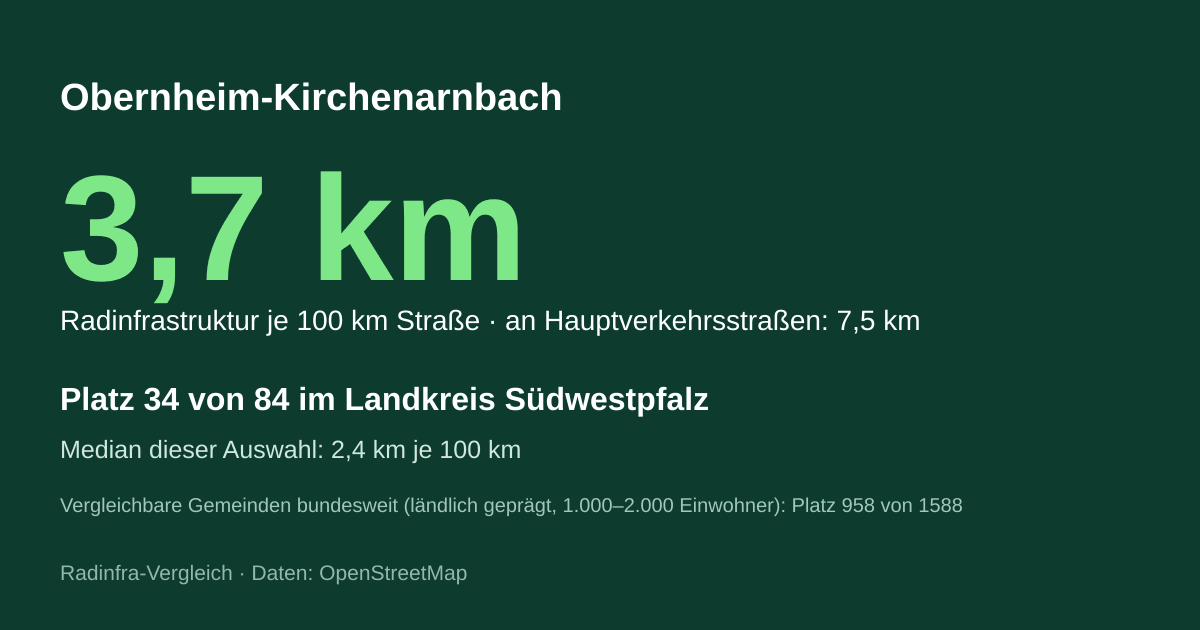 Obernheim-Kirchenarnbach
3,7 km
Radinfrastruktur je 100 km Straße · an Hauptverkehrsstraßen: 7,5 km
Platz 34 von 84 im Landkreis Südwestpfalz
Median dieser Auswahl: 2,4 km je 100 km
Vergleichbare Gemeinden bundesweit (ländlich geprägt, 1.000–2.000 Einwohner): Platz 958 von 1588
Radinfra-Vergleich · Daten: OpenStreetMap